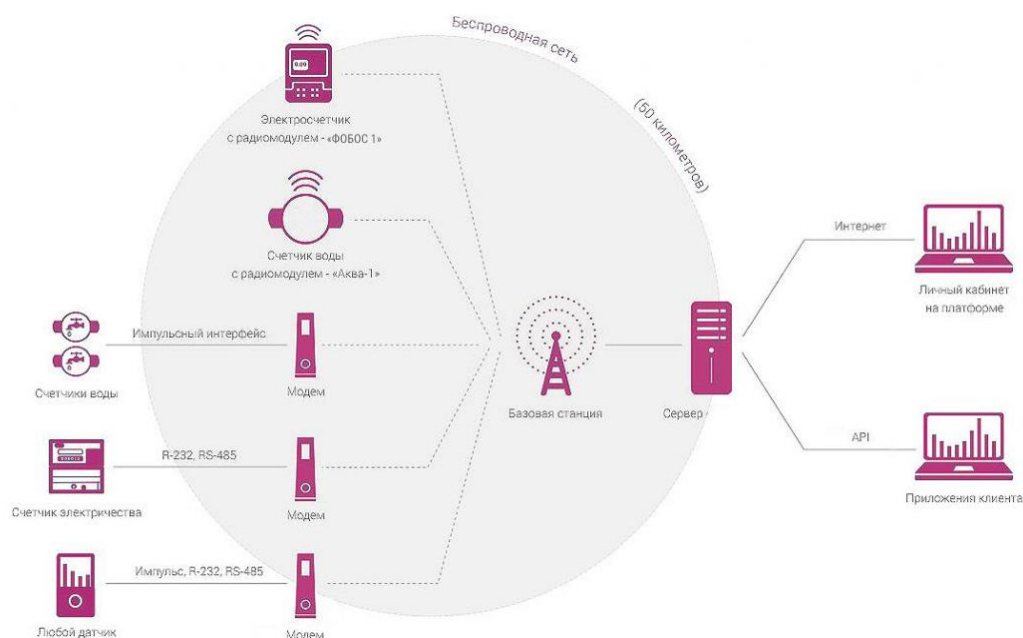 Беспроводная сеть
(50 километров)
0:00
Электросчетчик
с радиомодулем - «ФОБОС 1»
Счетчик воды
с радиомодулем - «Аква-1»
Импульсный интерфейс
Счетчики воды
Модем
R-232, RS-485
Счетчик электричества
Модем
Импульс, R-232, RS-485
Любой датчик
Модем
Базовая станция
Сервер
Интернет
Личный кабинет
на платформе
API
Приложения клиента